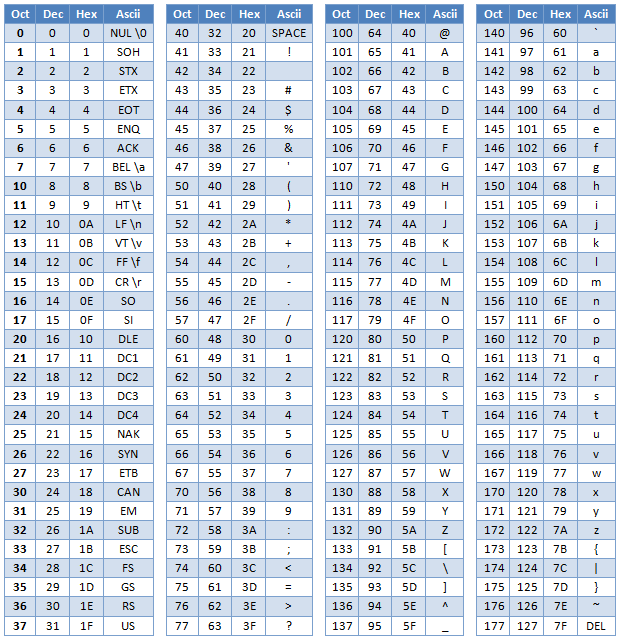 Oct Dec Hex Ascii Oct Dec Hex Ascii Oct Dec Hex Ascii Oct Dec Hex Ascii
0 0 0 NUL \0 40 32 20 SPACE 100 64 40 @ 140 96 60 `
1 1 1 SOH 41 33 21 ! 101 65 41 A 141 97 61 a
2 2 2 STX 42 34 22 102 66 42 B 142 98 62 b
3 3 3 ETX 43 35 23 # 103 67 43 C 143 99 63 c
4 4 4 EOT 44 36 24 $ 104 68 44 D 144 100 64 d
5 5 5 ENQ 45 37 25 % 105 69 45 E 145 101 65 e
6 6 6 ACK 46 38 26 & 106 70 46 F 146 102 66 f
7 7 7 BEL \a 47 39 27 ' 107 71 47 G 147 103 67 g
10 8 8 BS \b 50 40 28 ( 110 72 48 H 150 104 68 h
11 9 9 HT \t 51 41 29 ) 111 73 49 I 151 105 69 i
12 10 0A LF \n 52 42 2A * 112 74 4A J 152 106 6A j
13 11 0B VT \v 53 43 2B + 113 75 4B K 153 107 6B k
14 12 0C FF \f 54 44 2C , 114 76 4C L 154 108 6C l
15 13 0D CR \r 55 45 2D - 115 77 4D M 155 109 6D m
16 14 0E SO 56 46 2E . 116 78 4E N 156 110 6E n
17 15 0F SI 57 47 2F / 117 79 4F O 157 111 6F o
20 16 10 DLE 60 48 30 0 120 80 50 P 160 112 70 p
21 17 11 DC1 61 49 31 1 121 81 51 Q 161 113 71 q
22 18 12 DC2 62 50 32 2 122 82 52 R 162 114 72 r
23 19 13 DC3 63 51 33 3 123 83 53 S 163 115 73 s
24 20 14 DC4 64 52 34 4 124 84 54 T 164 116 74 t
25 21 15 NAK 65 53 35 5 125 85 55 U 165 117 75 u
26 22 16 SYN 66 54 36 6 126 86 56 V 166 118 76 v
27 23 17 ETB 67 55 37 7 127 87 57 W 167 119 77 w
30 24 18 CAN 70 56 38 8 130 88 58 X 170 120 78 x
31 25 19 EM 71 57 39 9 131 89 59 Y 171 121 79 y
32 26 1A SUB 72 58 3A : 132 90 5A Z 172 122 7A z
33 27 1B ESC 73 59 3B ; 133 91 5B [ 173 123 7B {
34 28 1C FS 74 60 3C < 134 92 5C \ 174 124 7C |
35 29 1D GS 75 61 3D = 135 93 5D ] 175 125 7D }
36 30 1E RS 76 62 3E > 136 94 5E ^ 176 126 7E ~
37 31 1F US 77 63 3F ? 137 95 5F _ 177 127 7F DEL